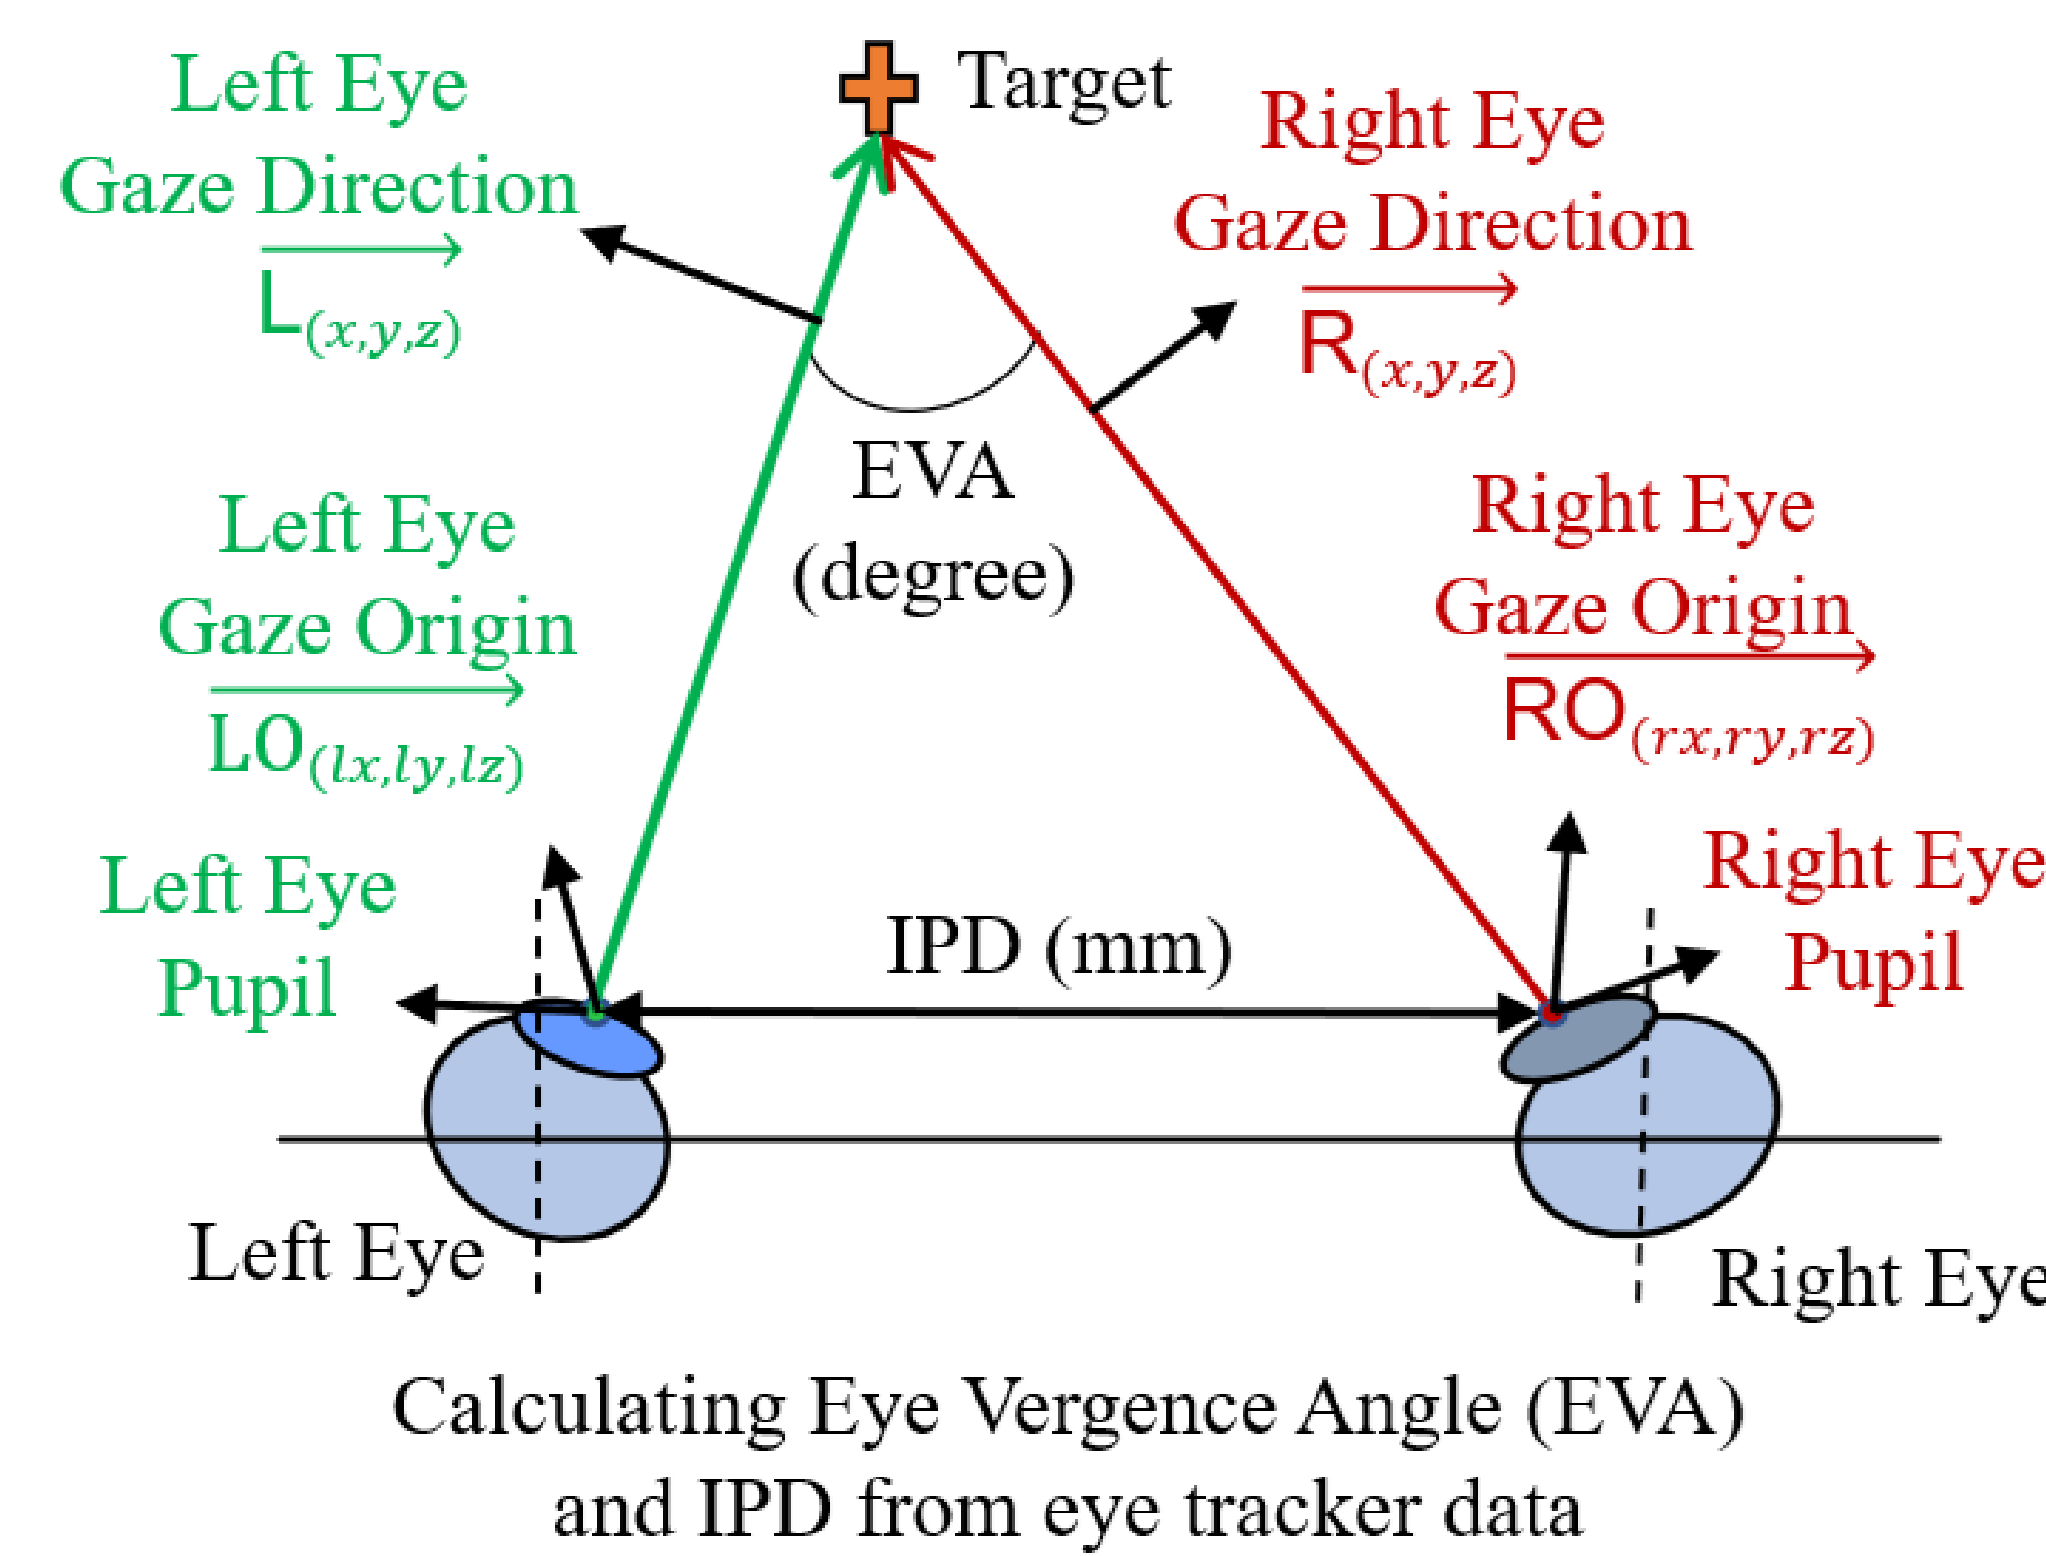 Left Eye
Gaze Direction
L(x,y,z)
Target
Right Eye
Gaze Direction
R(x,y,z)
EVA
(degree)
Left Eye
Gaze Origin
LO(lx,ly,lz)
Right Eye
Gaze Origin
RO(rx,ry,rz)
Left Eye
Pupil
IPD (mm)
Right Eye
Pupil
Left Eye
Right Eye
Calculating Eye Vergence Angle (EVA)
and IPD from eye tracker data